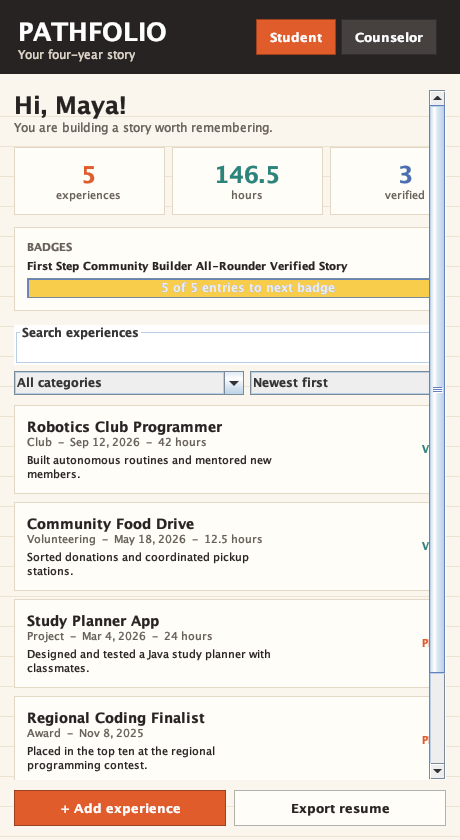 PATHFOLIO
Your four-year story
Student
Counselor
Hi, Maya!
You are building a story worth remembering.
5
experiences
146.5
hours
3
verified
BADGES
First Step Community Builder All-Rounder Verified Story
5 of 5 entries to next badge
Search experiences
All categories
Newest first
Robotics Club Programmer
Club – Sep 12, 2026 – 42 hours
Built autonomous routines and mentored new
members.
Community Food Drive
Volunteering – May 18, 2026 – 12.5 hours
Sorted donations and coordinated pickup
stations.
Study Planner App
Project – Mar 4, 2026 – 24 hours
Designed and tested a Java study planner with
classmates.
Regional Coding Finalist
Award – Nov 8, 2025
Placed in the top ten at the regional
programming contest.
+ Add experience
Export resume